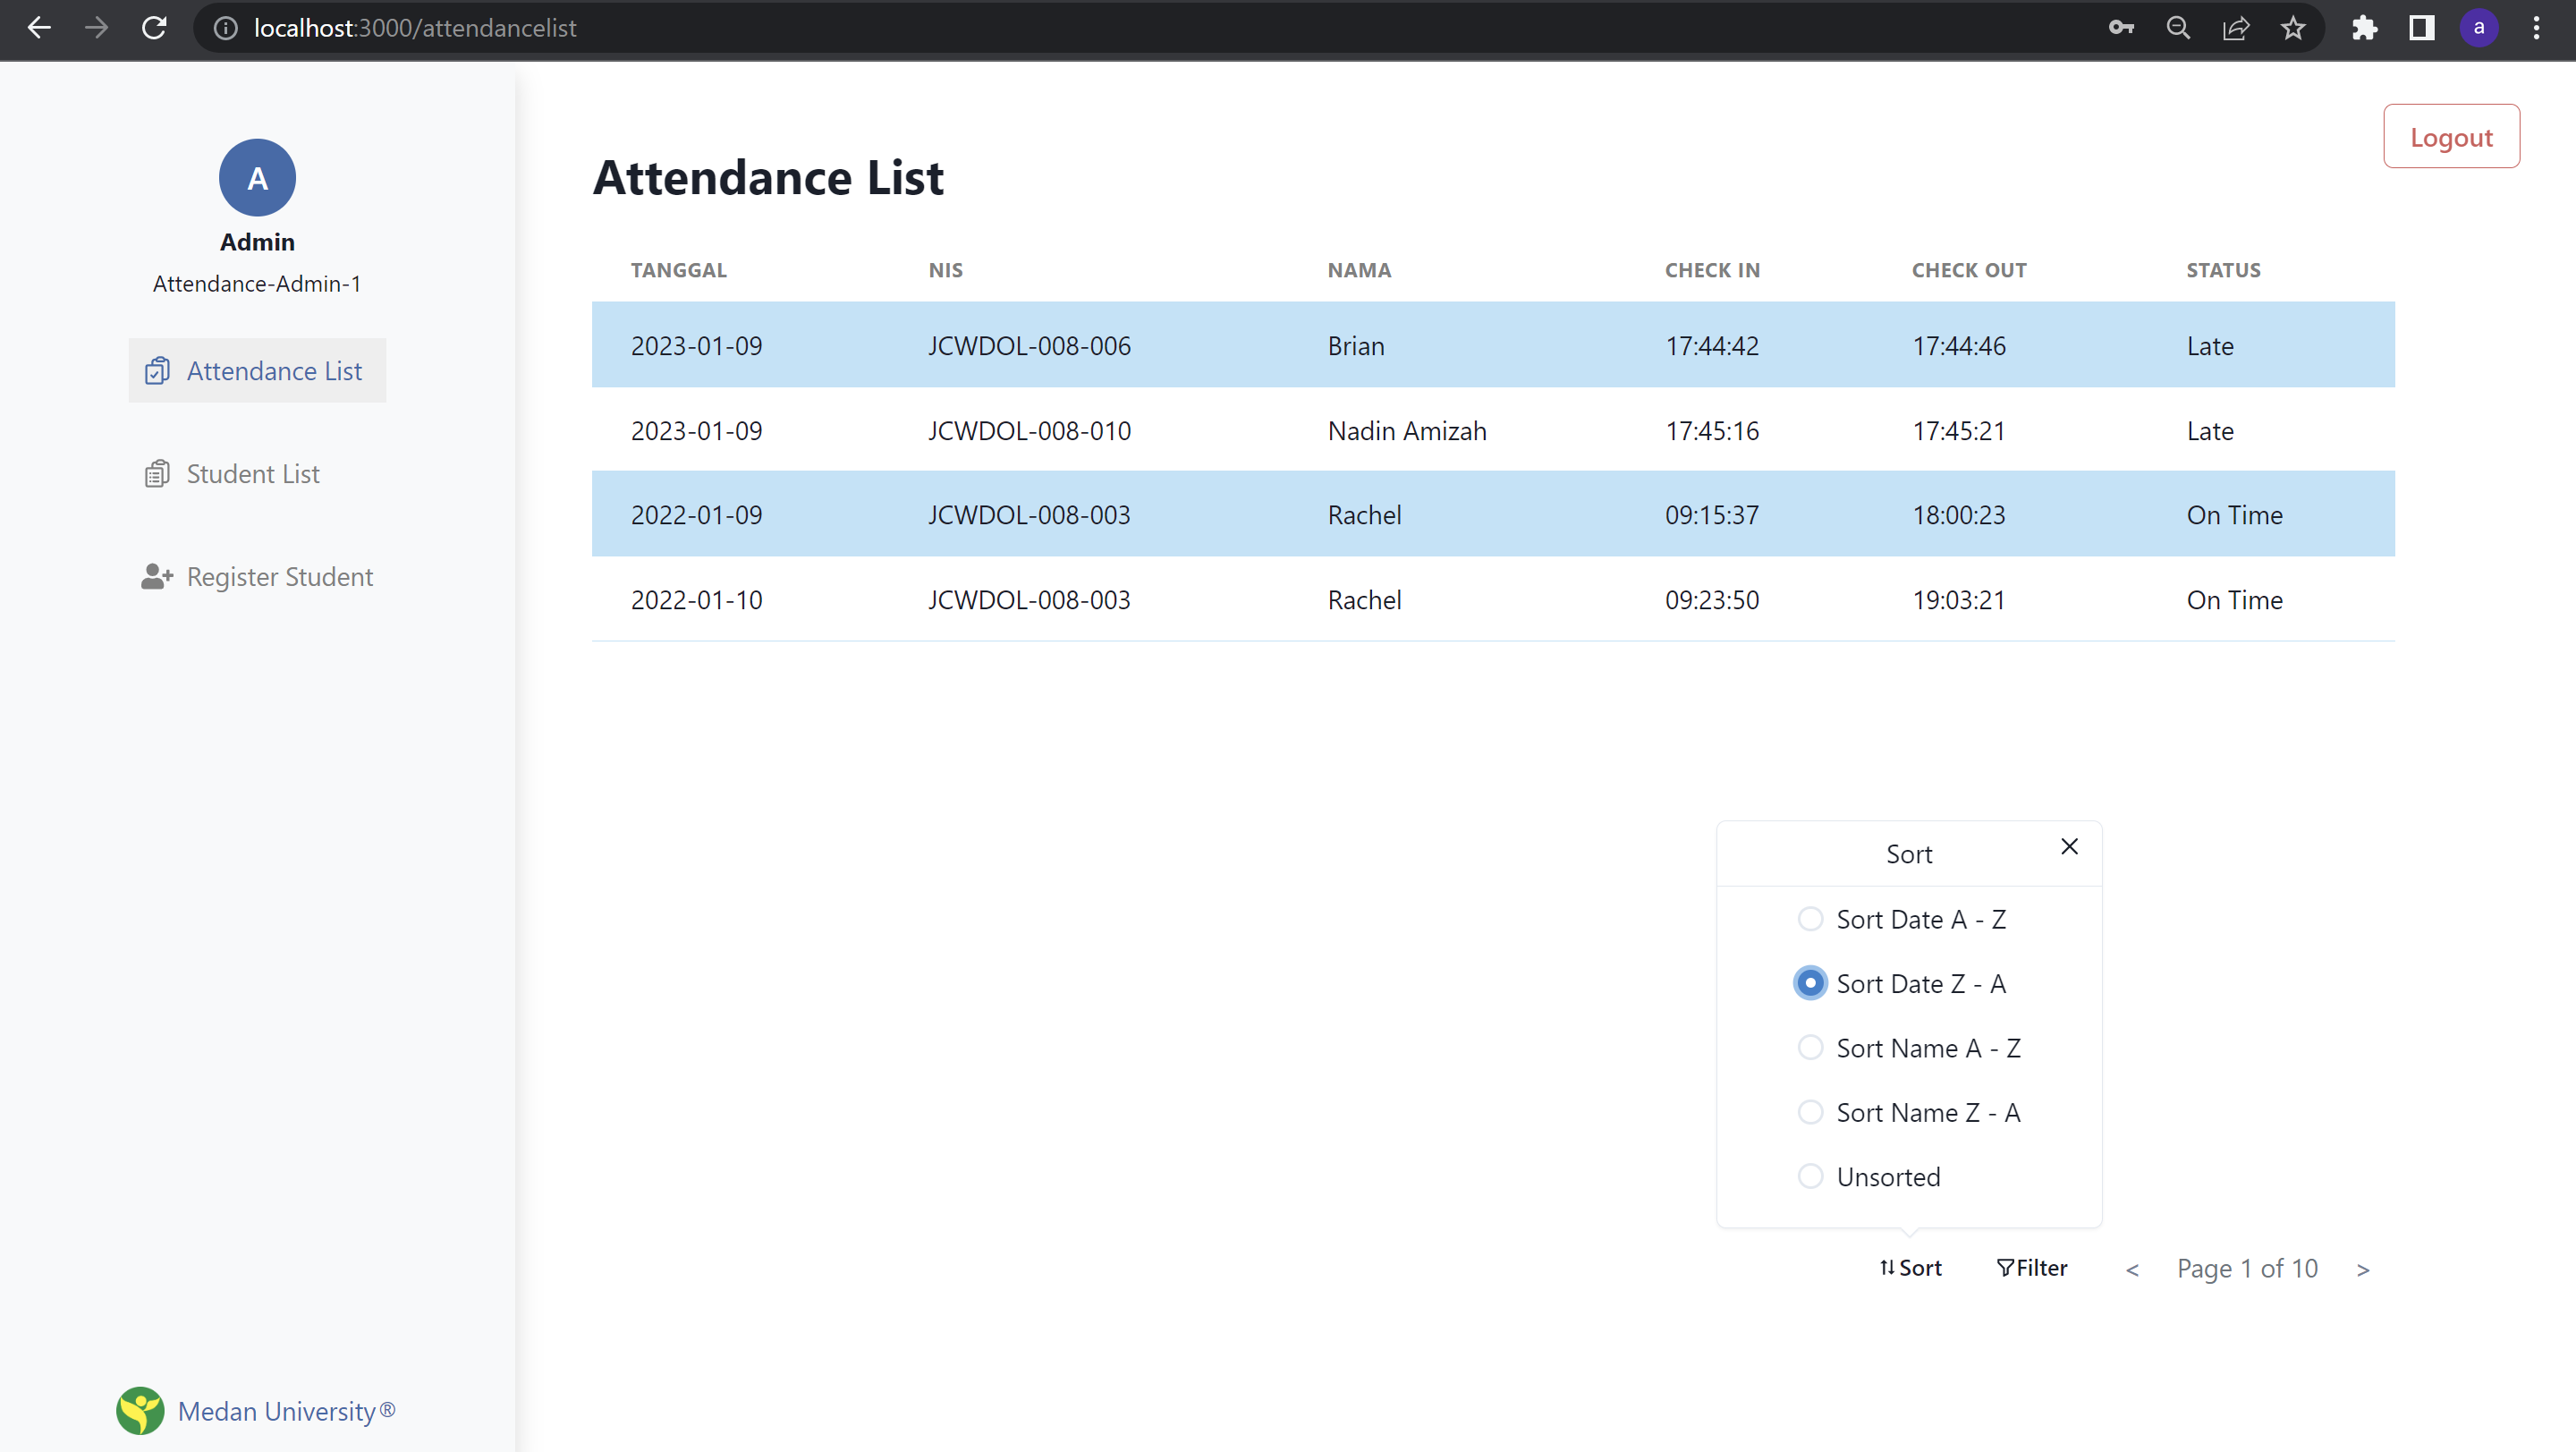 localhost:3000/attendancelist
a
Logout
A
Admin
Attendance-Admin-1
Attendance List
Student List
Register Student
Medan University®
Attendance List
TANGGAL NIS NAMA CHECK IN CHECK OUT STATUS
2023-01-09 JCWDOL-008-006 Brian 17:44:42 17:44:46 Late
2023-01-09 JCWDOL-008-010 Nadin Amizah 17:45:16 17:45:21 Late
2022-01-09 JCWDOL-008-003 Rachel 09:15:37 18:00:23 On Time
2022-01-10 JCWDOL-008-003 Rachel 09:23:50 19:03:21 On Time
Sort
Sort Date A - Z
Sort Date Z - A
Sort Name A - Z
Sort Name Z - A
Unsorted
Sort Filter < Page 1 of 10 >